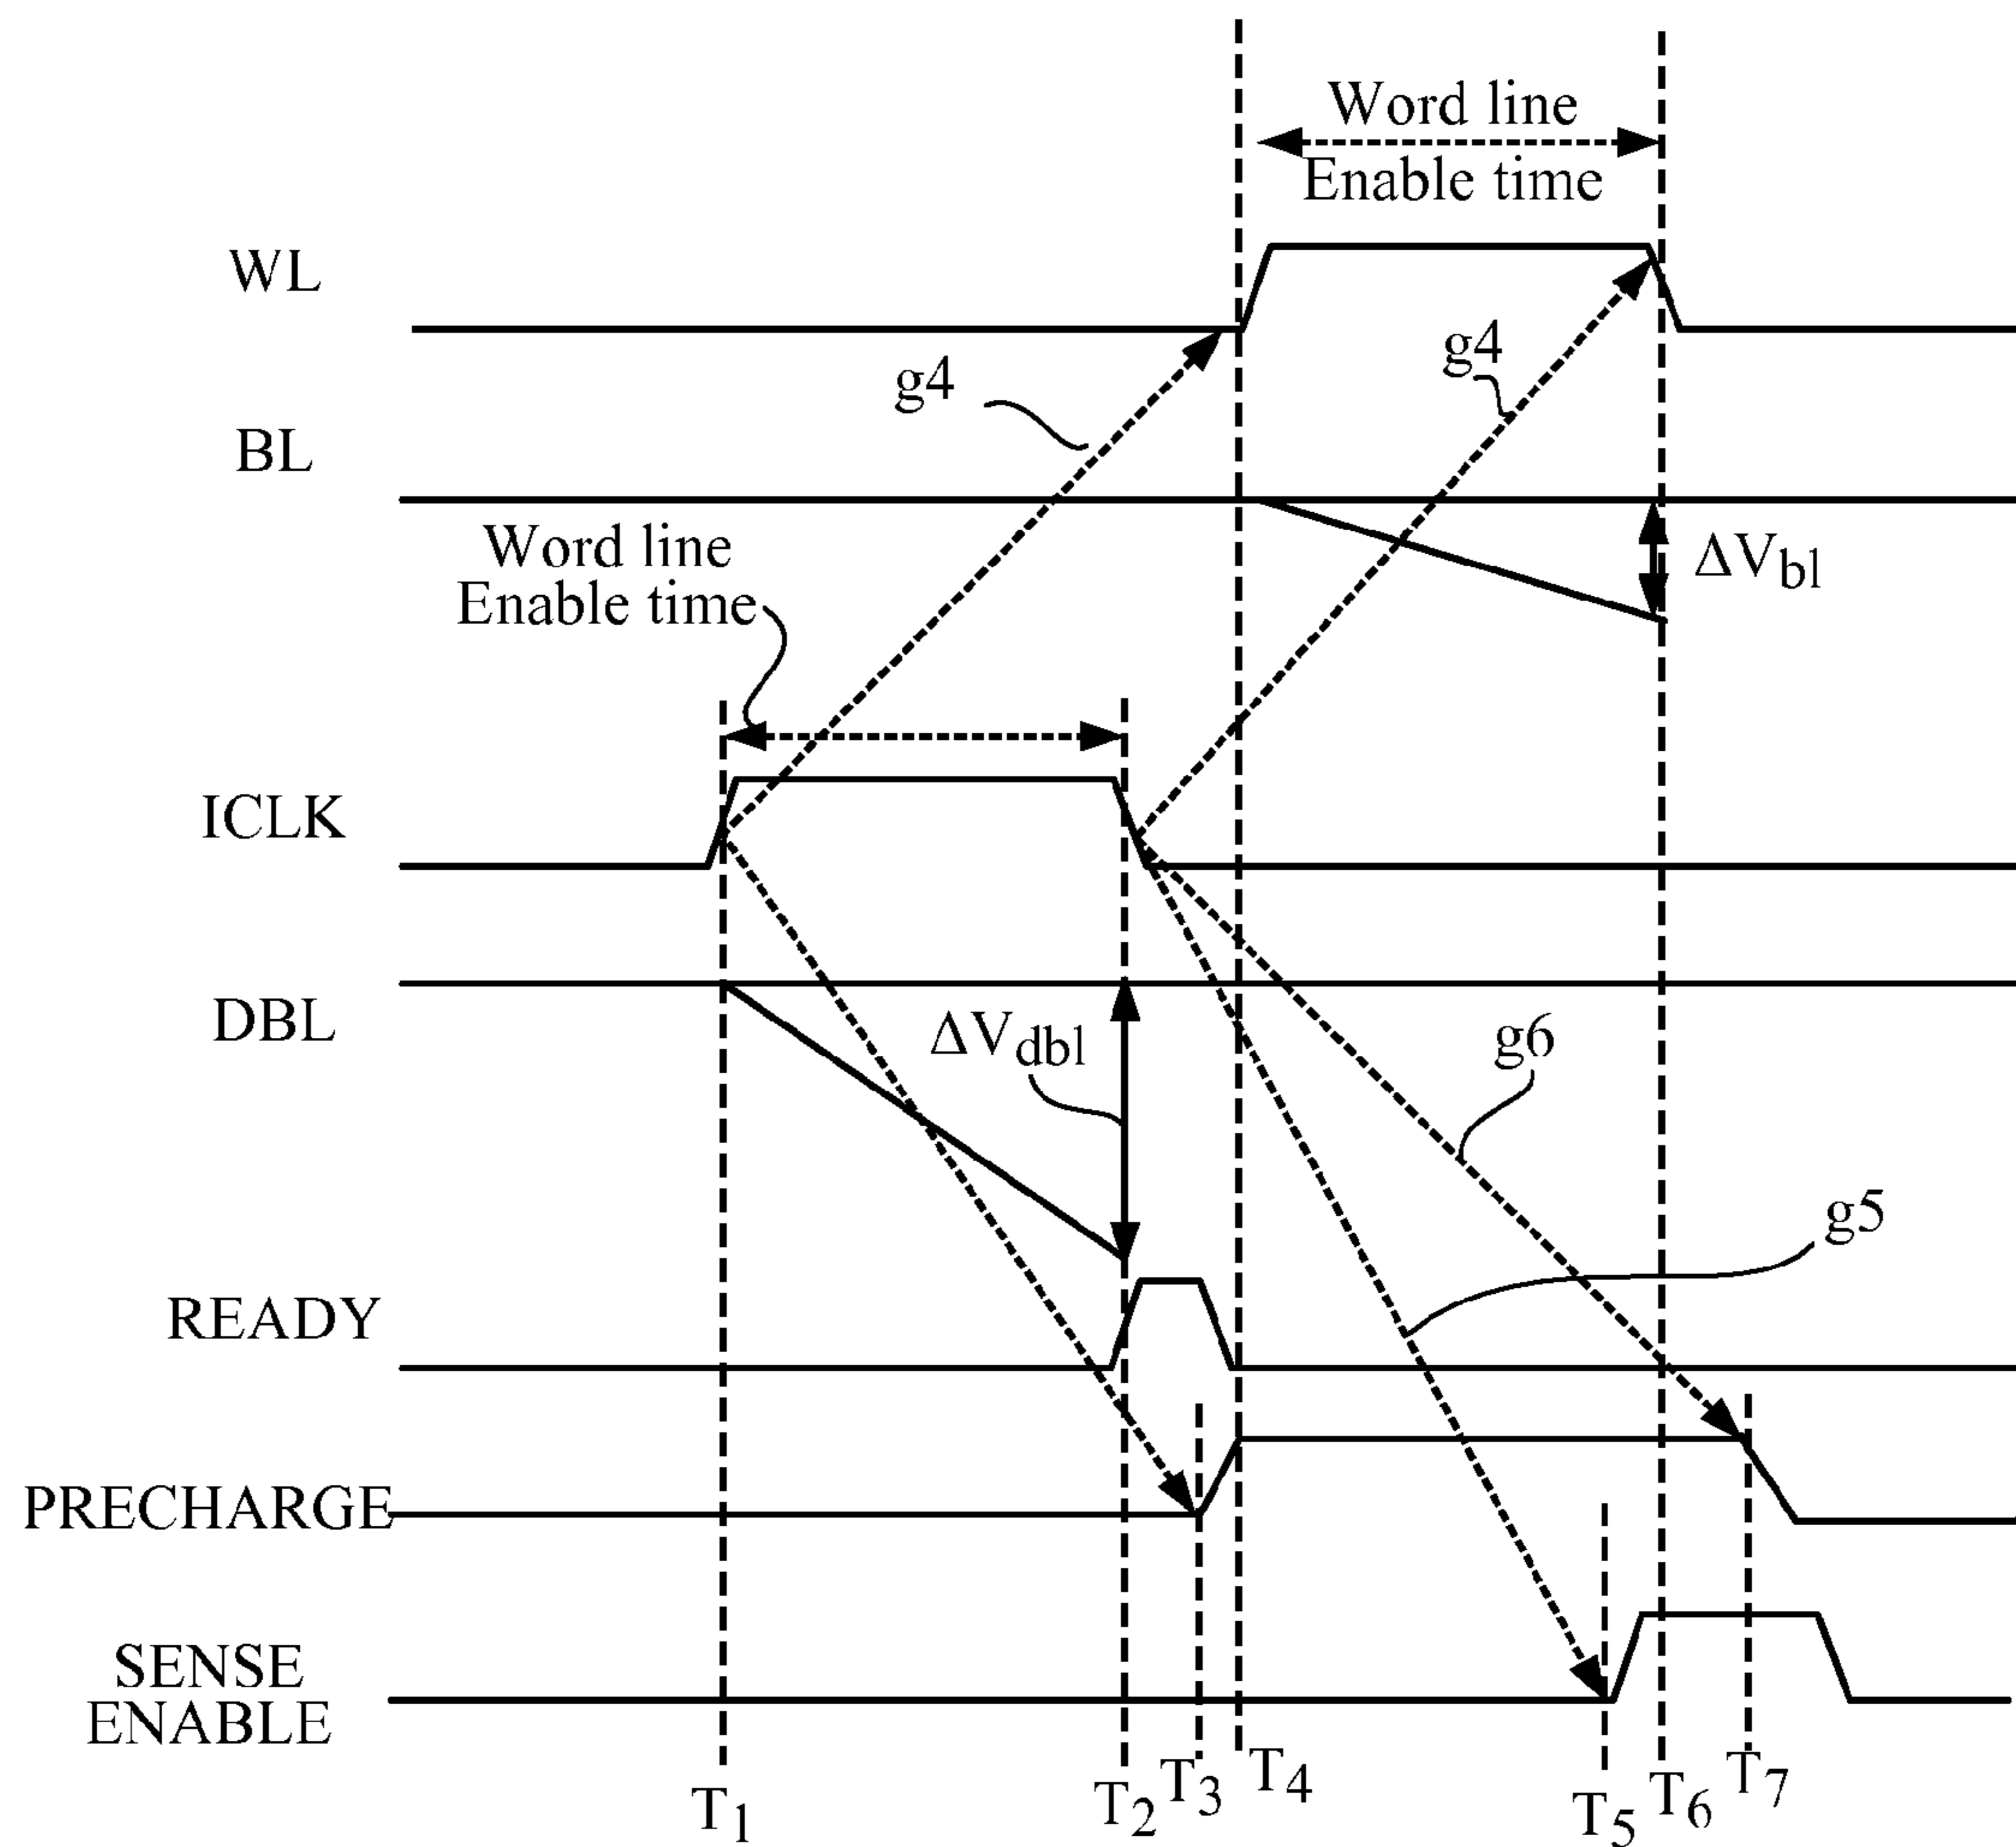 Word line
Enable time
WL
g4
g4
BL
Word line
Enable time
ΔVbl
ICLK
DBL
ΔVdbl
g6
g5
READY
PRECHARGE
SENSE
ENABLE
T1
T2
T3
T4
T5
T6
T7